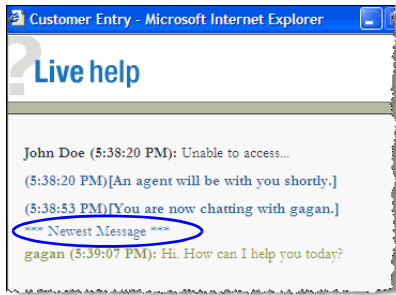 Customer Entry - Microsoft Internet Explorer
? Live help
John Doe (5:38:20 PM): Unable to access...
(5:38:20 PM)[An agent will be with you shortly.]
(5:38:53 PM)[You are now chatting with gagan.]
*** Newest Message ***
gagan (5:39:07 PM): Hi. How can I help you today?